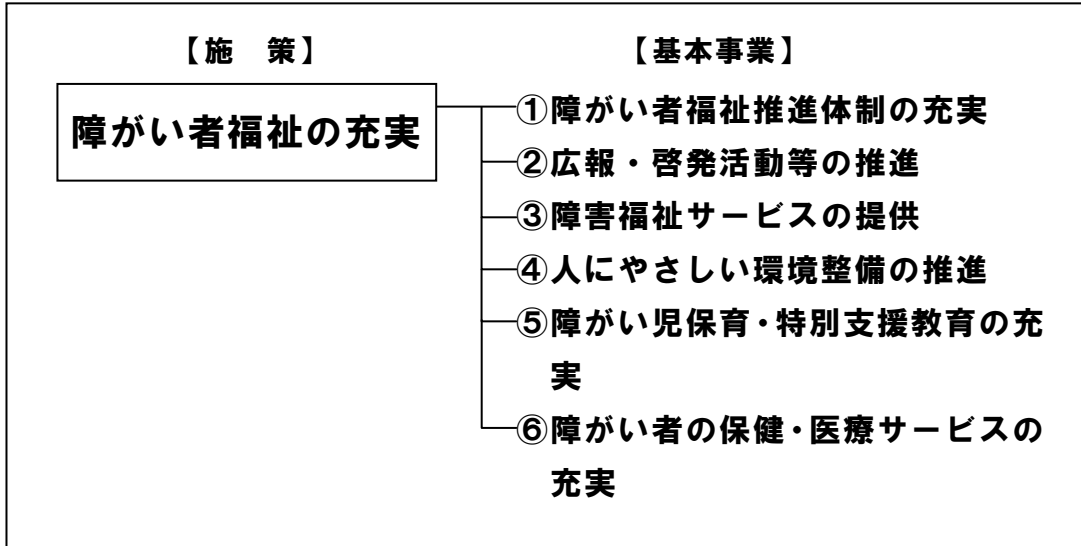 【施　策】
【基本事業】
障がい者福祉の充実
①障がい者福祉推進体制の充実
②広報・啓発活動等の推進
③障害福祉サービスの提供
④人にやさしい環境整備の推進
⑤障がい児保育・特別支援教育の充
実
⑥障がい者の保健・医療サービスの
充実